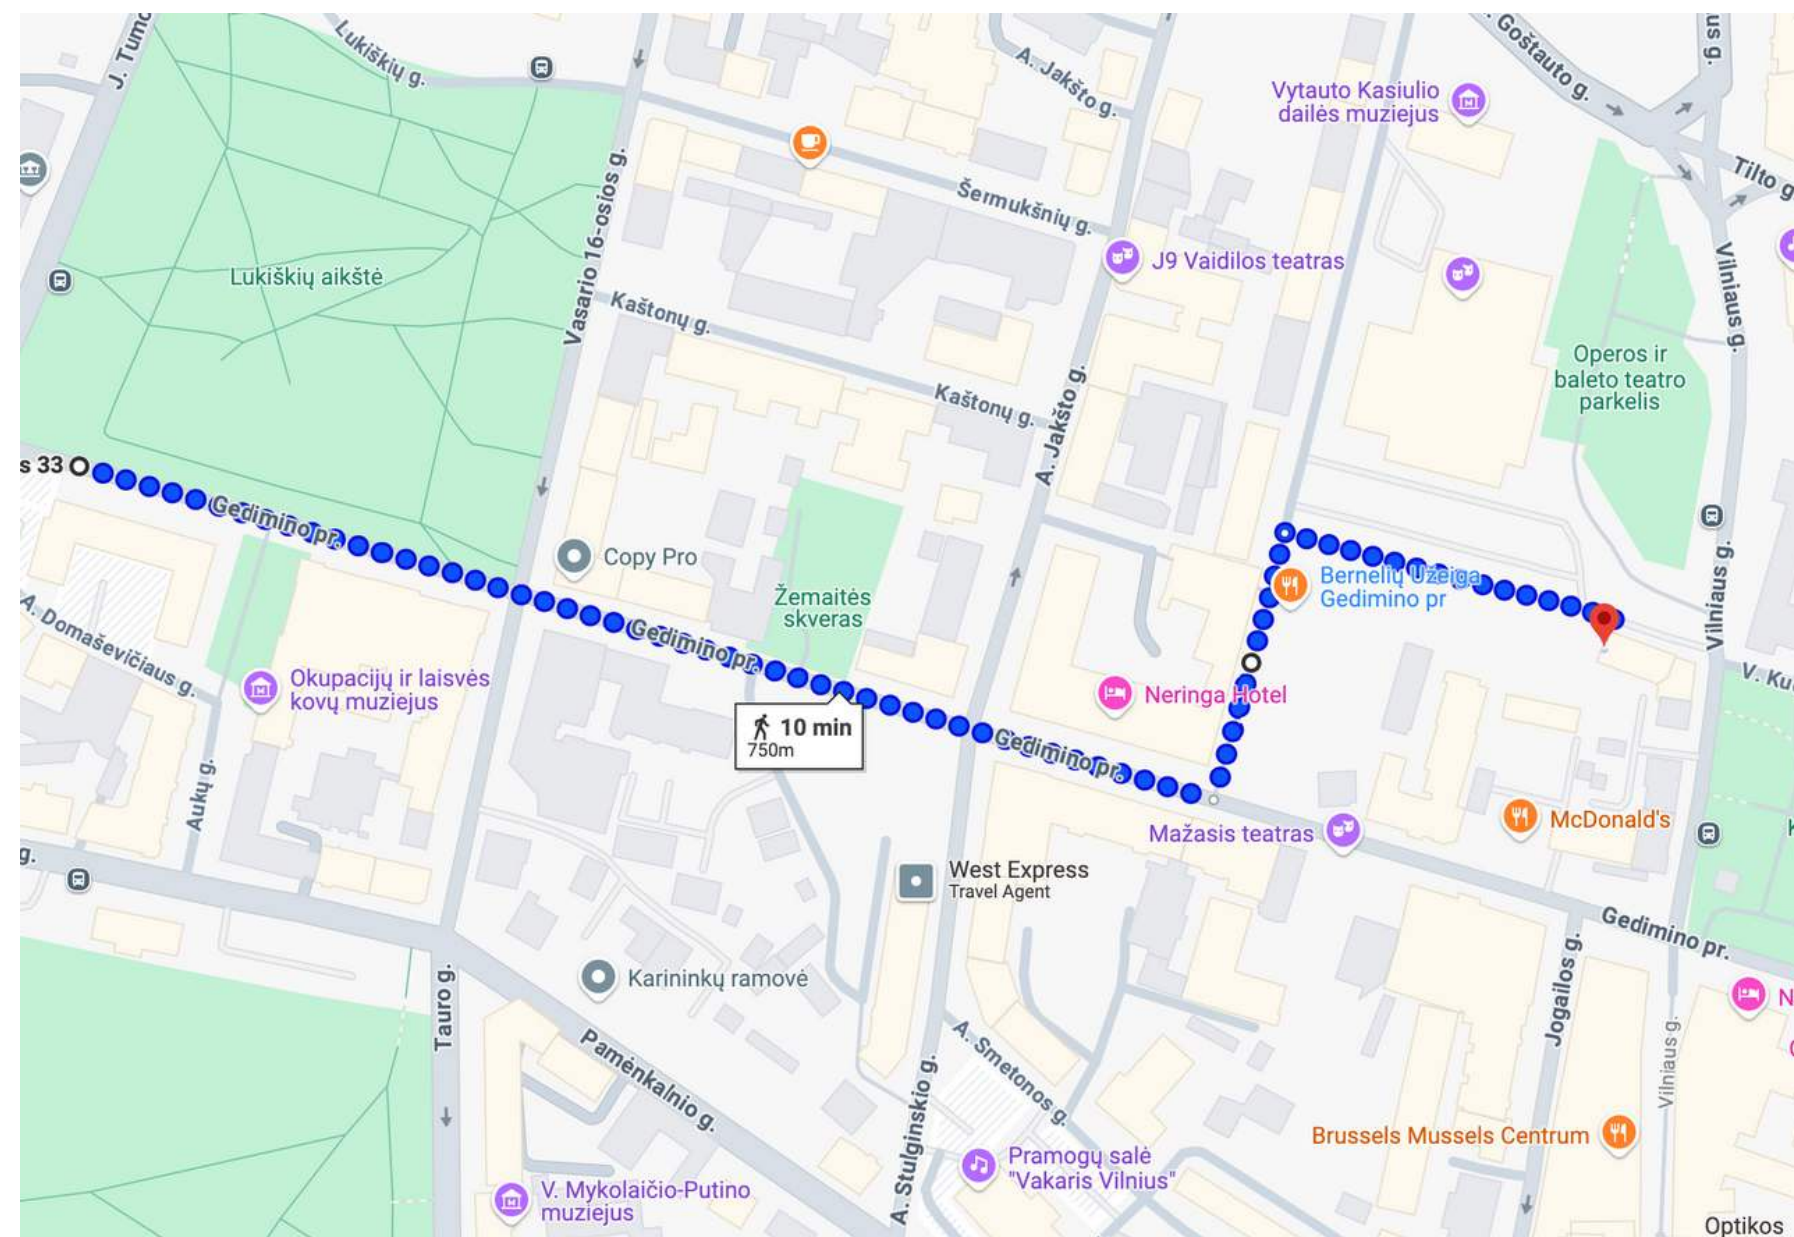 J. Tumo
Lukiškių g.
A. Jakšto g.
Goštauto g.
us g.
Vytauto Kasiulio
dailės muziejus
Tilto g
Šermukšnių g.
Vasario 16-osios g.
J9 Vaidilos teatras
Lukiškių aikštė
Vilniaus g.
Kaštonų g.
Operos ir
baleto teatro
parkelis
Kaštonų g.
A. Jakšto g.
s 33
Gedimino pr.
Copy Pro
Žemaitės
skveras
Bernelių Užeiga
Gedimino pr
Vilniaus g.
A. Domaševičiaus g.
Gedimino pr.
Okupacijų ir laisvės
kovų muziejus
Neringa Hotel
V. Ku
10 min
750m
Gedimino pr.
Aukų g.
Mažasis teatras
McDonald's
K
g.
West Express
Travel Agent
Gedimino pr.
Karininkų ramovė
Jogailos g.
N
Tauro g.
Pamėnkalnio g.
A. Smetonos g.
Vilniaus g.
A. Stulginskio g.
Brussels Mussels Centrum
Pramogų salė
"Vakaris Vilnius"
V. Mykolaičio-Putino
muziejus
Optikos